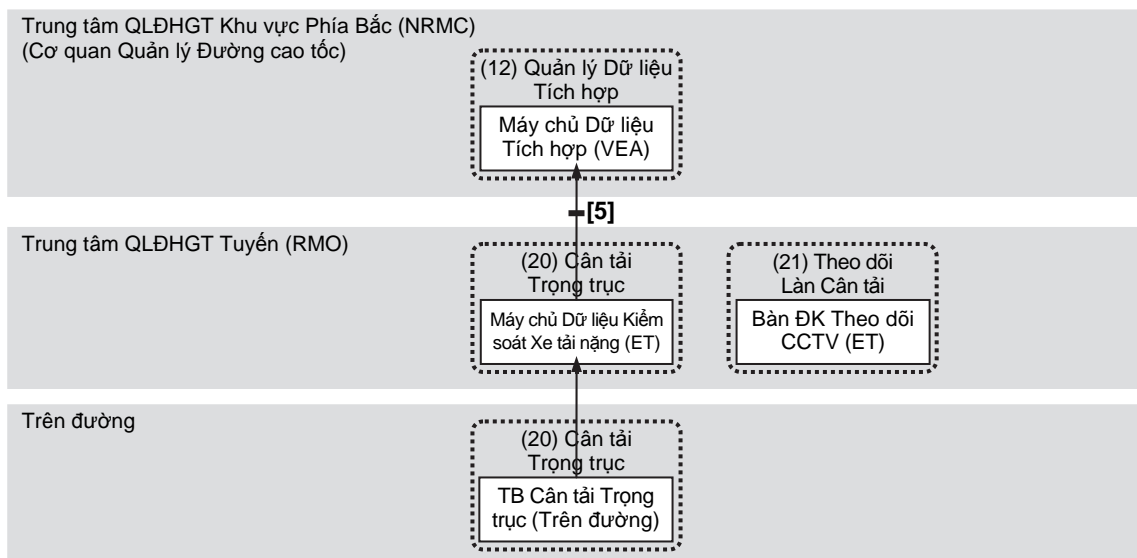 Trung tâm QLĐHGT Khu vực Phía Bắc (NRMC)
(Cơ quan Quản lý Đường cao tốc)
(12) Quản lý Dữ liệu
Tích hợp
Máy chủ Dữ liệu
Tích hợp (VEA)
[5]
Trung tâm QLĐHGT Tuyến (RMO)
(20) Cân tải
Trọng trục
Máy chủ Dữ liệu Kiểm
soát Xe tải nặng (ET)
(21) Theo dõi
Làn Cân tải
Bàn ĐK Theo dõi
CCTV (ET)
Trên đường
(20) Cân tải
Trọng trục
TB Cân tải Trọng
trục (Trên đường)